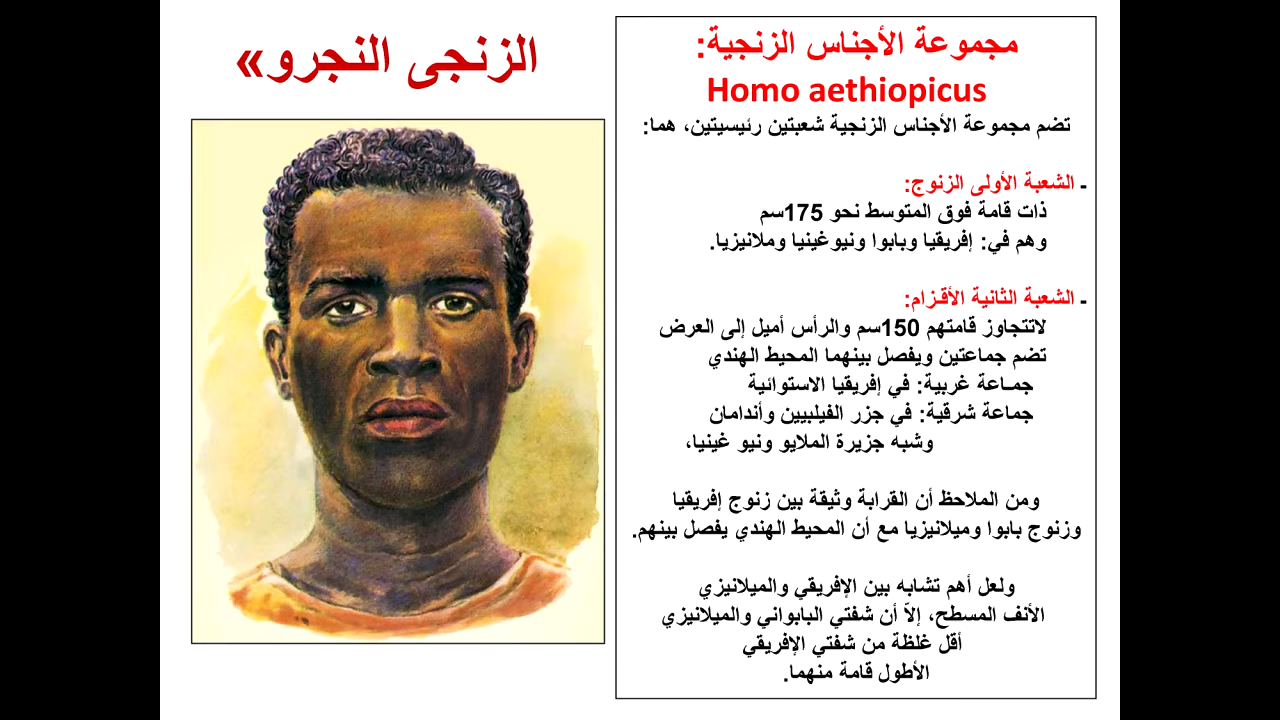 الزنجى النجرو»
مجموعة الأجناس الزنجية:
Homo aethiopicus
تضم مجموعة الأجناس الزنجية شعبتين رئيسيتين، هما:
- الشعبة الأولى الزنوج:
ذات قامة فوق المتوسط نحو 175سم
وهم في: إفريقيا وبابوا ونيوغينيا وملانيزيا.
- الشعبة الثانية الأقـزام:
لاتتجاوز قامتهم 150سم والرأس أميل إلى العرض
تضم جماعتين ويفصل بينهما المحيط الهندي
جمـاعة غربية: في إفريقيا الاستوائية
جماعة شرقية: في جزر الفيلبيين وأندامان
وشبه جزيرة الملايو ونيو غينيا،
ومن الملاحظ أن القرابة وثيقة بين زنوج إفريقيا
وزنوج بابوا وميلانيزيا مع أن المحيط الهندي يفصل بينهم.
ولعل أهم تشابه بين الإفريقي والميلانيزي
الأنف المسطح، إلاّ أن شفتي البابواني والميلانيزي
أقل غلظة من شفتي الإفريقي
الأطول قامة منهما.